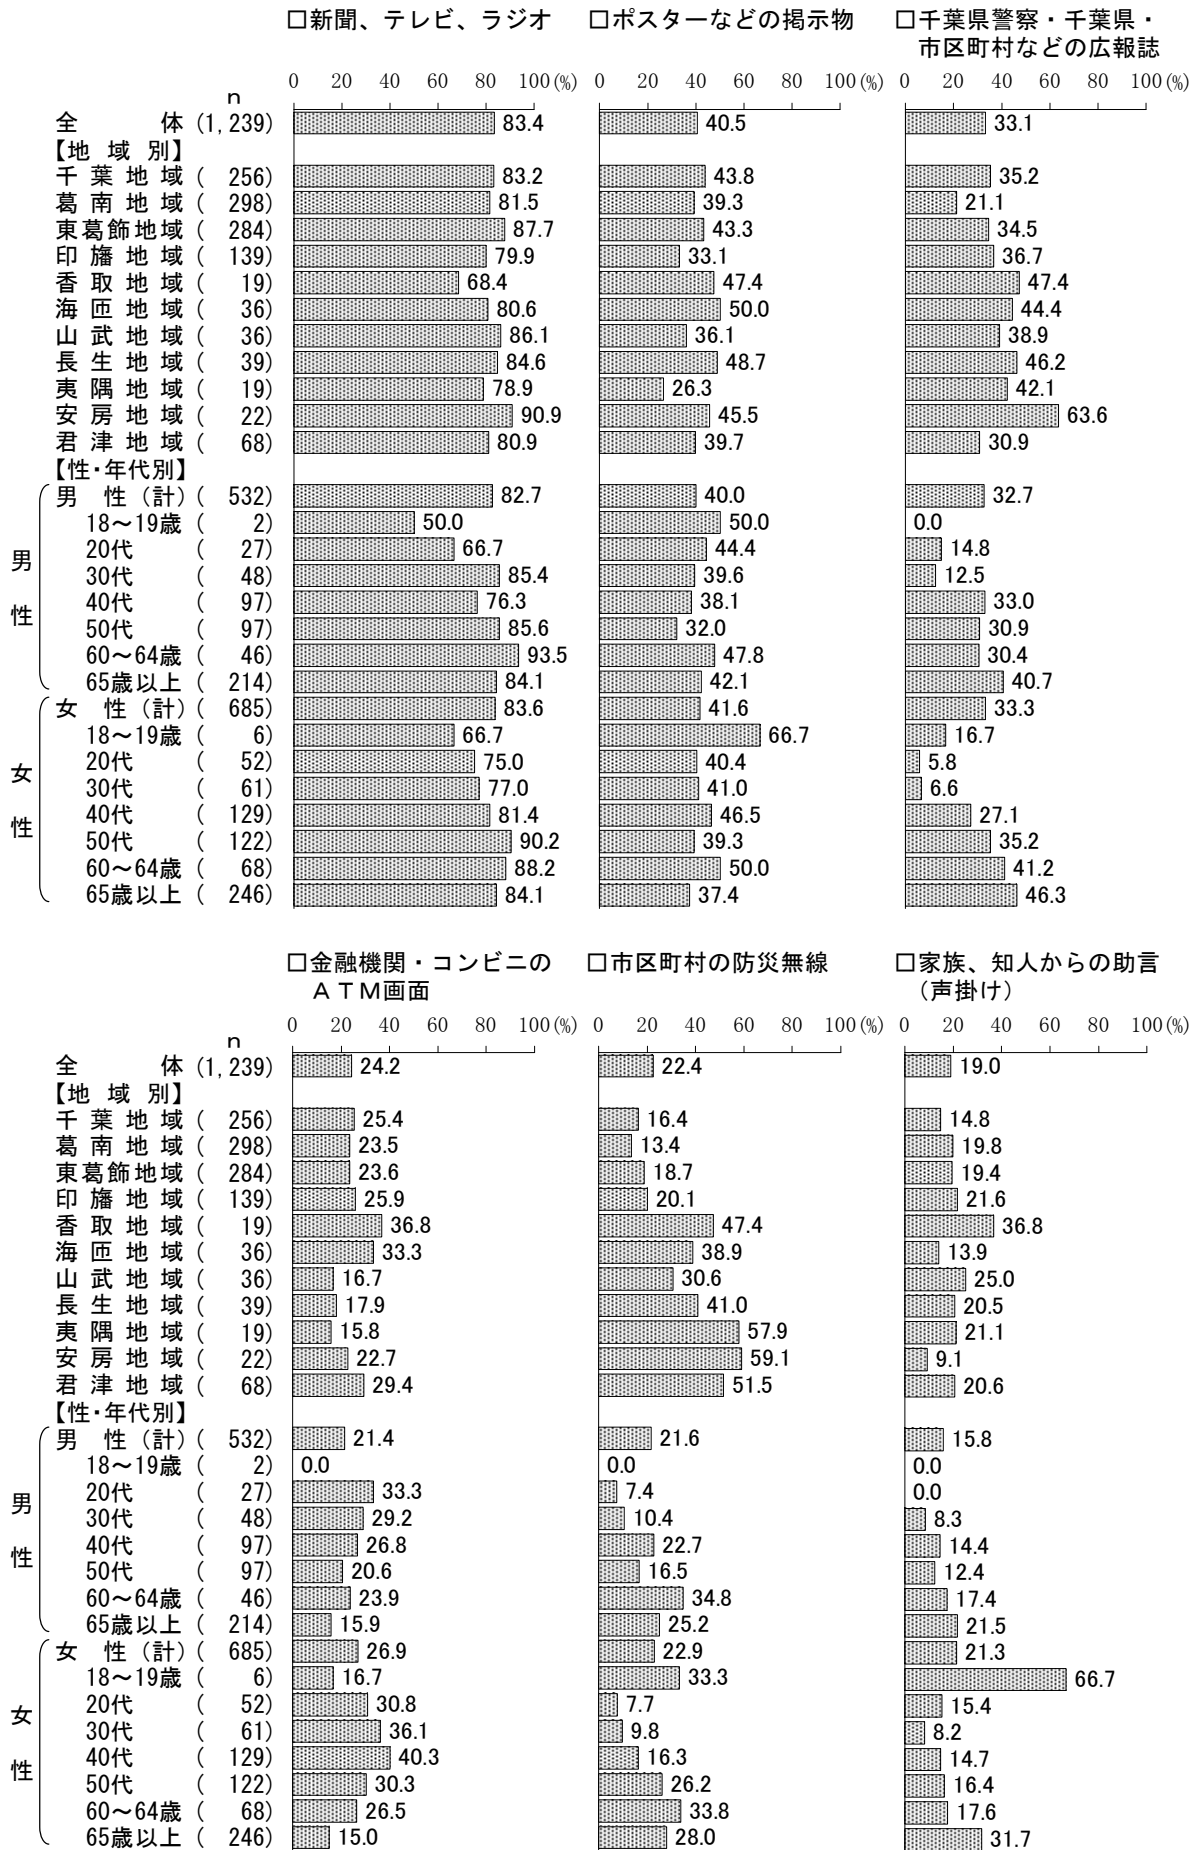 □新聞、テレビ、ラジオ □ポスターなどの掲示物 □千葉県警察・千葉県・
市区町村などの広報誌
0 20 40 60 80 100(%) 0 20 40 60 80 100(%) 0 20 40 60 80 100(%)
n
全体 (1,239) 83.4 40.5 33.1
【地域別】
千葉地域 ( 256) 83.2 43.8 35.2
葛南地域 ( 298) 81.5 39.3 21.1
東葛飾地域 ( 284) 87.7 43.3 34.5
印旛地域 ( 139) 79.9 33.1 36.7
香取地域 ( 19) 68.4 47.4 47.4
海匝地域 ( 36) 80.6 50.0 44.4
山武地域 ( 36) 86.1 36.1 38.9
長生地域 ( 39) 84.6 48.7 46.2
夷隅地域 ( 19) 78.9 26.3 42.1
安房地域 ( 22) 90.9 45.5 63.6
君津地域 ( 68) 80.9 39.7 30.9
【性・年代別】
男性（計） ( 532) 82.7 40.0 32.7
18〜19歳 ( 2) 50.0 50.0 0.0
20代 ( 27) 66.7 44.4 14.8
男性
30代 ( 48) 85.4 39.6 12.5
40代 ( 97) 76.3 38.1 33.0
50代 ( 97) 85.6 32.0 30.9
60〜64歳 ( 46) 93.5 47.8 30.4
65歳以上 ( 214) 84.1 42.1 40.7
女性（計） ( 685) 83.6 41.6 33.3
18〜19歳 ( 6) 66.7 66.7 16.7
20代 ( 52) 75.0 40.4 5.8
女性
30代 ( 61) 77.0 41.0 6.6
40代 ( 129) 81.4 46.5 27.1
50代 ( 122) 90.2 39.3 35.2
60〜64歳 ( 68) 88.2 50.0 41.2
65歳以上 ( 246) 84.1 37.4 46.3
□金融機関・コンビニの □市区町村の防災無線 □家族、知人からの助言
ＡＴＭ画面 （声掛け）
0 20 40 60 80 100(%) 0 20 40 60 80 100(%) 0 20 40 60 80 100(%)
n
全体 (1,239) 24.2 22.4 19.0
【地域別】
千葉地域 ( 256) 25.4 16.4 14.8
葛南地域 ( 298) 23.5 13.4 19.8
東葛飾地域 ( 284) 23.6 18.7 19.4
印旛地域 ( 139) 25.9 20.1 21.6
香取地域 ( 19) 36.8 47.4 36.8
海匝地域 ( 36) 33.3 38.9 13.9
山武地域 ( 36) 16.7 30.6 25.0
長生地域 ( 39) 17.9 41.0 20.5
夷隅地域 ( 19) 15.8 57.9 21.1
安房地域 ( 22) 22.7 59.1 9.1
君津地域 ( 68) 29.4 51.5 20.6
【性・年代別】
男性（計） ( 532) 21.4 21.6 15.8
18〜19歳 ( 2) 0.0 0.0 0.0
20代 ( 27) 33.3 7.4 0.0
男性
30代 ( 48) 29.2 10.4 8.3
40代 ( 97) 26.8 22.7 14.4
50代 ( 97) 20.6 16.5 12.4
60〜64歳 ( 46) 23.9 34.8 17.4
65歳以上 ( 214) 15.9 25.2 21.5
女性（計） ( 685) 26.9 22.9 21.3
18〜19歳 ( 6) 16.7 33.3 66.7
20代 ( 52) 30.8 7.7 15.4
女性
30代 ( 61) 36.1 9.8 8.2
40代 ( 129) 40.3 16.3 14.7
50代 ( 122) 30.3 26.2 16.4
60〜64歳 ( 68) 26.5 33.8 17.6
65歳以上 ( 246) 15.0 28.0 31.7